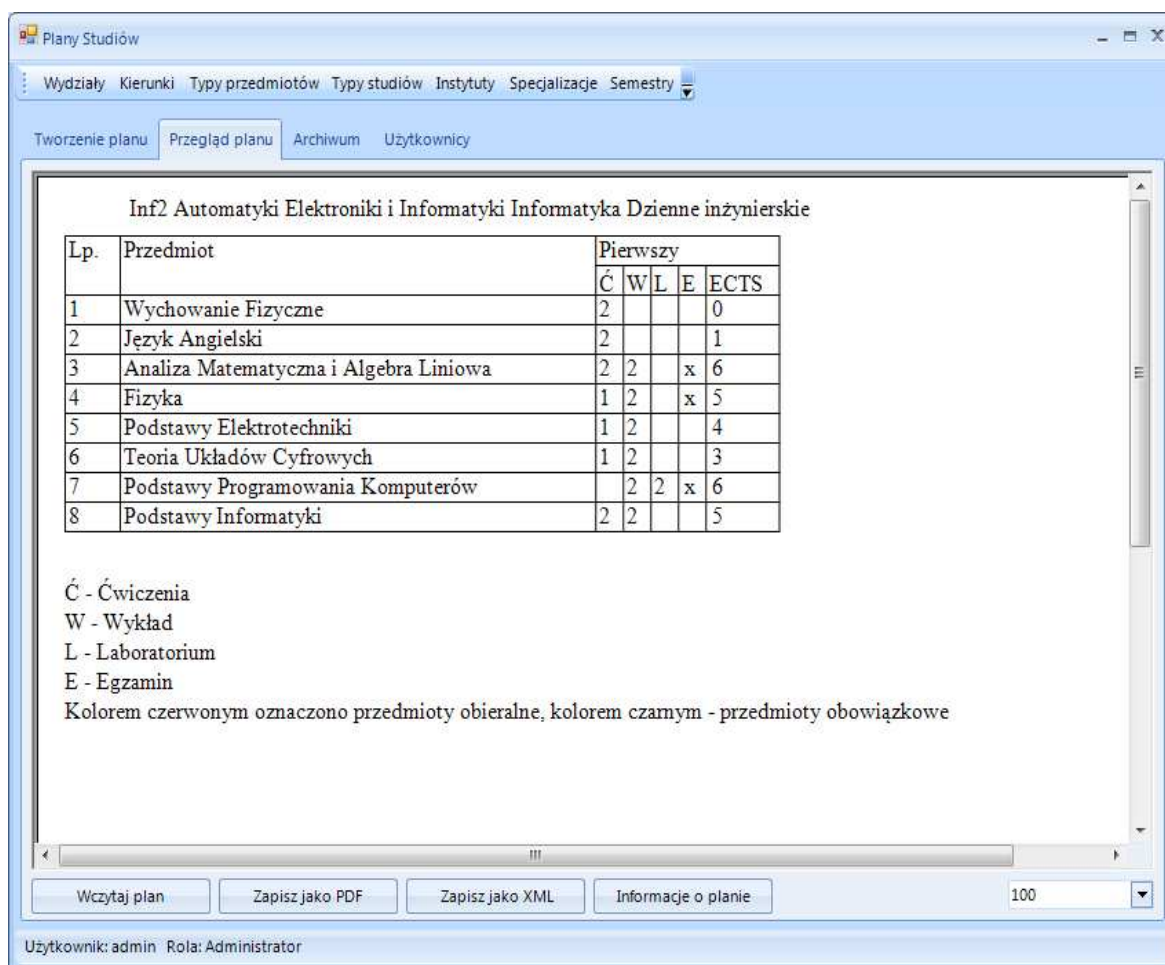 Plany Studiów
Wydziały Kierunki Typy przedmiotów Typy studiów Instytuty Specjalizacje Semestry
Tworzenie planu Przegląd planu Archiwum Użytkownicy
Inf2 Automatyki Elektroniki i Informatyki Informatyka Dzienne inżynierskie
Lp. Przedmiot Pierwszy
Ć W L E ECTS
1 Wychowanie Fizyczne 2 0
2 Język Angielski 2 1
3 Analiza Matematyczna i Algebra Liniowa 2 2 x 6
4 Fizyka 1 2 x 5
5 Podstawy Elektrotechniki 1 2 4
6 Teoria Układów Cyfrowych 1 2 3
7 Podstawy Programowania Komputerów 2 2 x 6
8 Podstawy Informatyki 2 2 5
Ć - Ćwiczenia
W - Wykład
L - Laboratorium
E - Egzamin
Kolorem czerwonym oznaczono przedmioty obieralne, kolorem czarnym - przedmioty obowiązkowe
Wczytaj plan Zapisz jako PDF Zapisz jako XML Informacje o planie 100
Użytkownik: admin Rola: Administrator